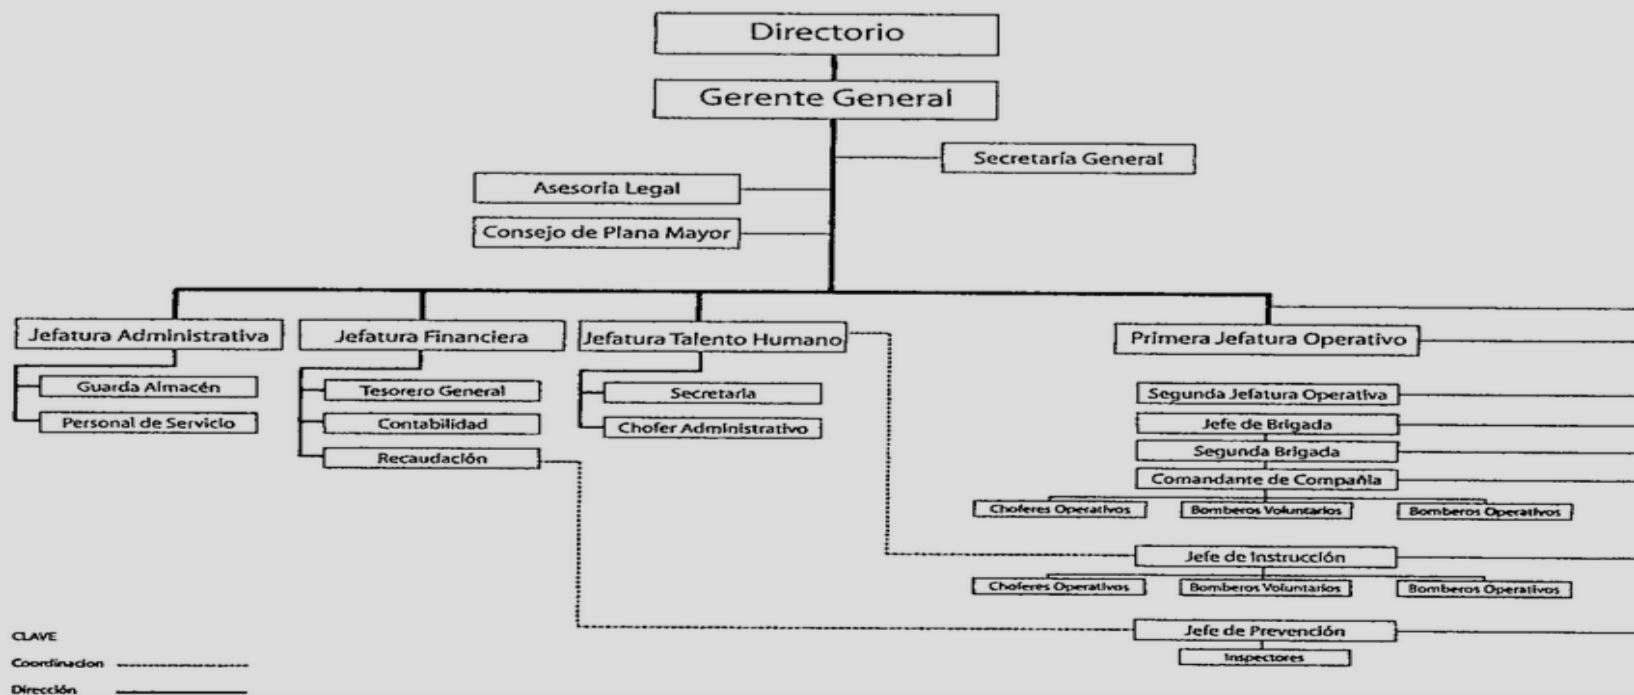 Directorio
Gerente General
Secretaría General
Asesoria Legal
Consejo de Plana Mayor
Jefatura Administrativa
Guarda Almacén
Personal de Servicio
Jefatura Financiera
Tesorero General
Contabilidad
Recaudación
Jefatura Talento Humano
Secretaria
Chofer Administrativo
Primera Jefatura Operativo
Segunda Jefatura Operativa
Jefe de Brigada
Segunda Brigada
Comandante de Compañia
Choferes Operativos
Bomberos Voluntarios
Bomberos Operativos
Jefe de Instrucción
Choferes Operativos
Bomberos Voluntarios
Bomberos Operativos
Jefe de Prevención
Inspectores
CLAVE
Coordinacion
Dirección